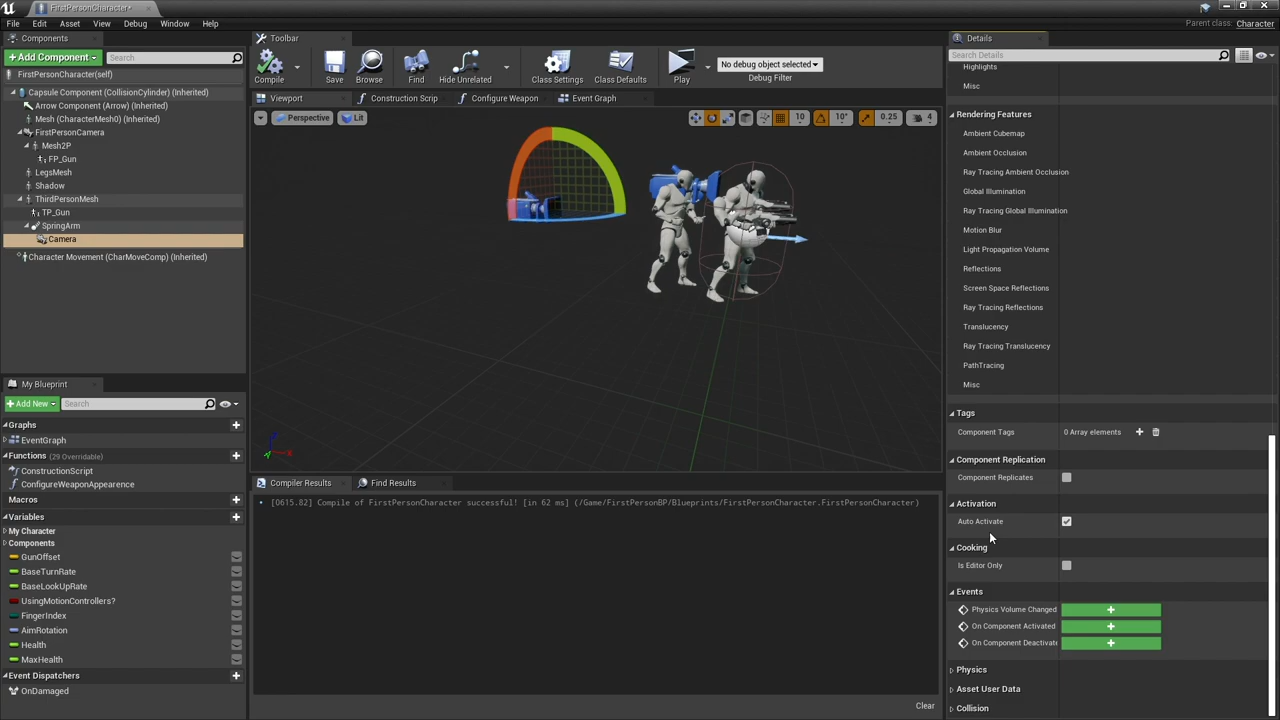 FirstPersonCharacter*
File Edit Asset View Debug Window Help
Parent class: Character
Components
+Add Component
Search
FirstPersonCharacter(self)
Capsule Component (CollisionCylinder) (Inherited)
Arrow Component (Arrow) (Inherited)
Mesh (CharacterMesh0) (Inherited)
FirstPersonCamera
Mesh2P
FP_Gun
LegsMesh
Shadow
ThirdPersonMesh
TP_Gun
SpringArm
Camera
Character Movement (CharMoveComp) (Inherited)
Toolbar
Compile Save Browse Find Hide Unrelated Class Settings Class Defaults Play
No debug object selected
Debug Filter
Viewport Construction Scrip Configure Weapon Event Graph
Perspective Lit
10 10° 0.25 4
Z X
Compiler Results Find Results
[0615.82] Compile of FirstPersonCharacter successful! [in 62 ms] (/Game/FirstPersonBP/Blueprints/FirstPersonCharacter.FirstPersonCharacter)
Clear
My Blueprint
+Add New
Search
Graphs
EventGraph
Functions (29 Overridable)
ConstructionScript
ConfigureWeaponAppearence
Macros
Variables
My Character
Components
GunOffset
BaseTurnRate
BaseLookUpRate
UsingMotionControllers?
FingerIndex
AimRotation
Health
MaxHealth
Event Dispatchers
OnDamaged
Details
Search Details
Highlights
Misc
Rendering Features
Ambient Cubemap
Ambient Occlusion
Ray Tracing Ambient Occlusion
Global Illumination
Ray Tracing Global Illumination
Motion Blur
Light Propagation Volume
Reflections
Screen Space Reflections
Ray Tracing Reflections
Translucency
Ray Tracing Translucency
PathTracing
Misc
Tags
Component Tags 0 Array elements
Component Replication
Component Replicates
Activation
Auto Activate
Cooking
Is Editor Only
Events
Physics Volume Changed
On Component Activated
On Component Deactivate
Physics
Asset User Data
Collision